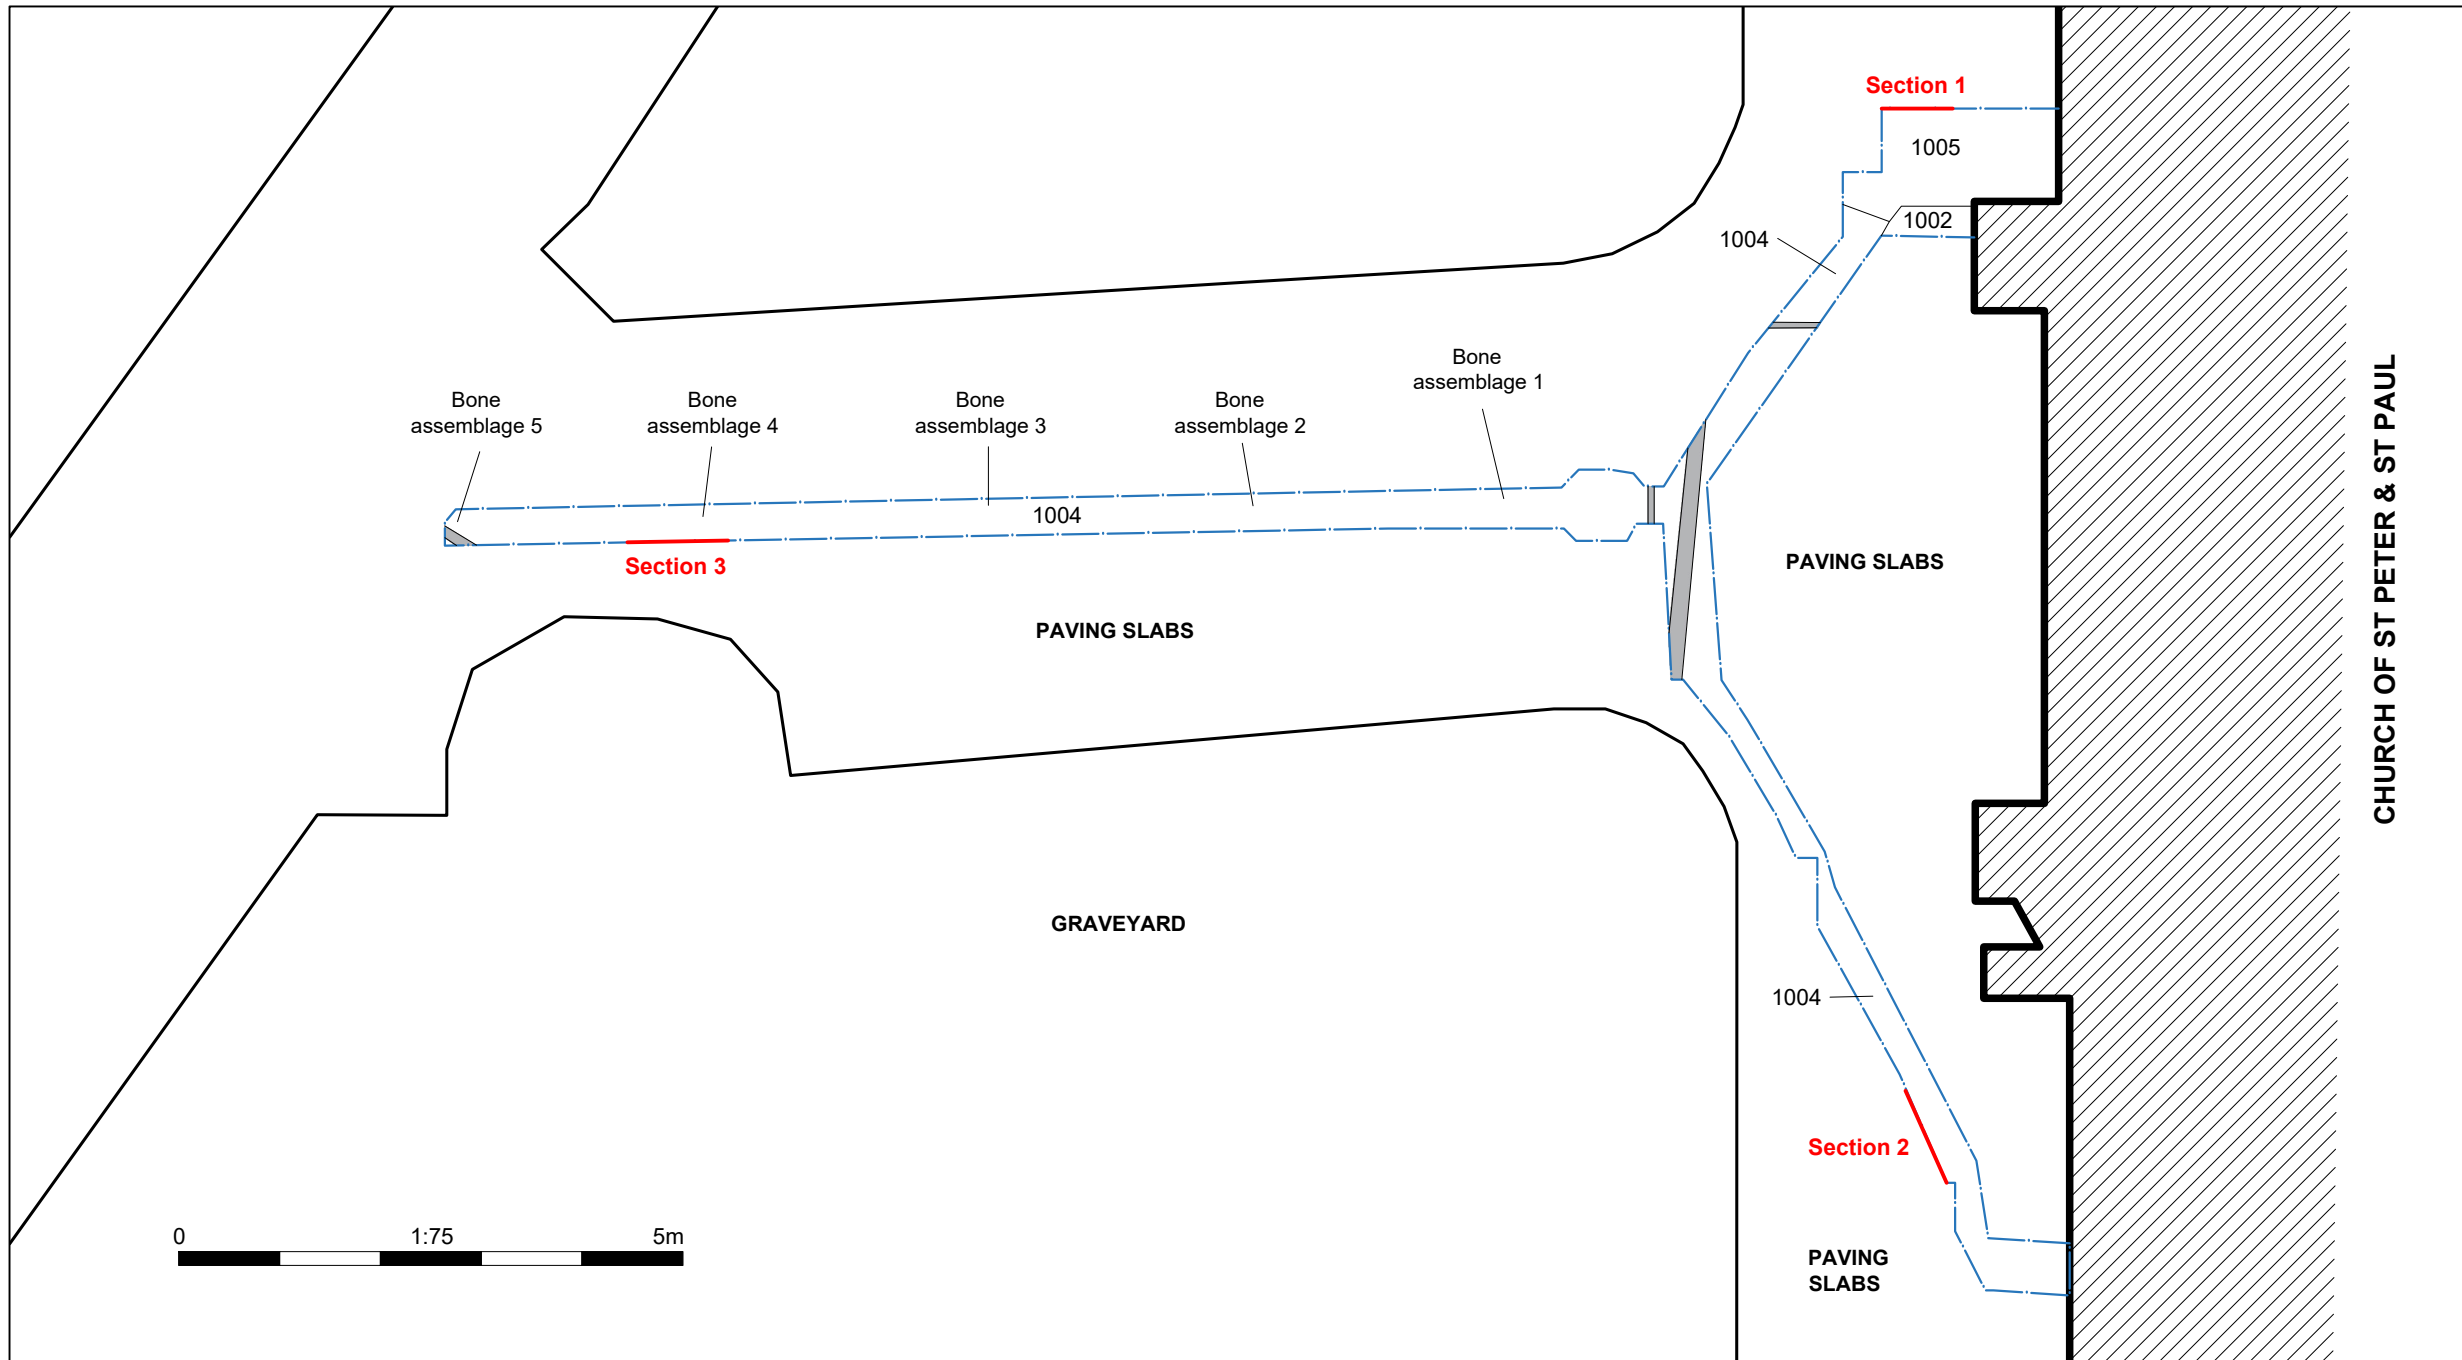 Section 1
1005
1002
1004
Bone
assemblage 1
Bone
assemblage 5
Bone
assemblage 4
Bone
assemblage 3
Bone
assemblage 2
1004
Section 3
PAVING SLABS
PAVING SLABS
CHURCH OF ST PETER & ST PAUL
GRAVEYARD
1004
Section 2
PAVING
SLABS
0 1:75 5m